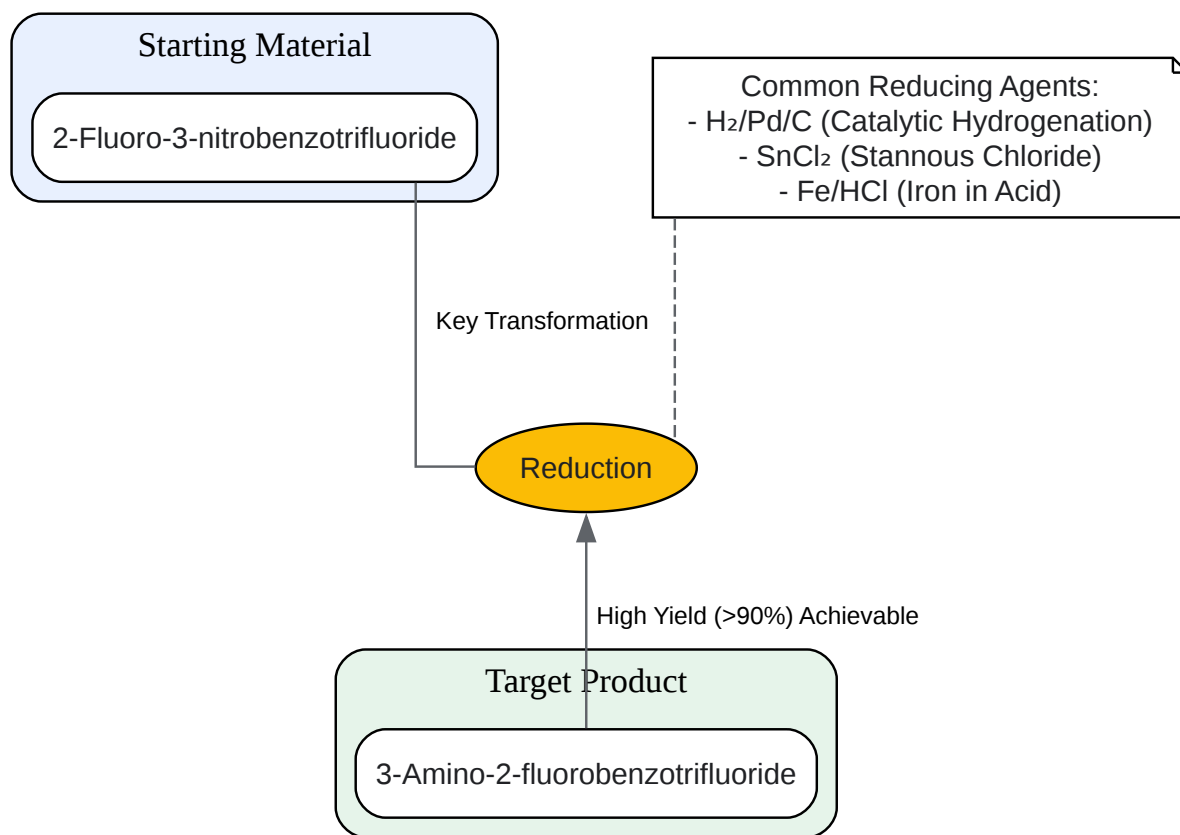 Starting Material
2-Fluoro-3-nitrobenzotrifluoride
Common Reducing Agents:
- H₂/Pd/C (Catalytic Hydrogenation)
- SnCl₂ (Stannous Chloride)
- Fe/HCl (Iron in Acid)
Key Transformation
Reduction
High Yield (>90%) Achievable
Target Product
3-Amino-2-fluorobenzotrifluoride